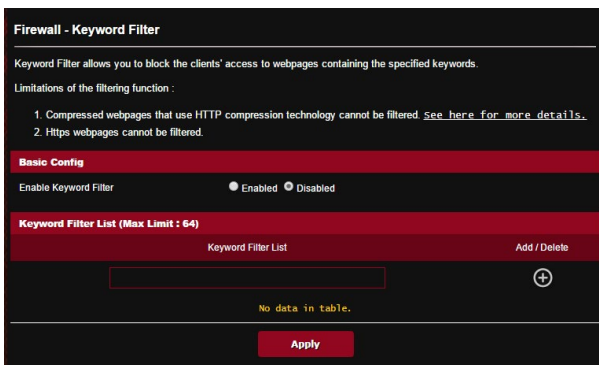 Firewall - Keyword Filter
Keyword Filter allows you to block the clients' access to webpages containing the specified keywords.
Limitations of the filtering function :
1. Compressed webpages that use HTTP compression technology cannot be filtered. See here for more details.
2. Https webpages cannot be filtered.
Basic Config
Enable Keyword Filter Enabled Disabled
Keyword Filter List (Max Limit : 64)
Keyword Filter List Add / Delete
No data in table.
Apply